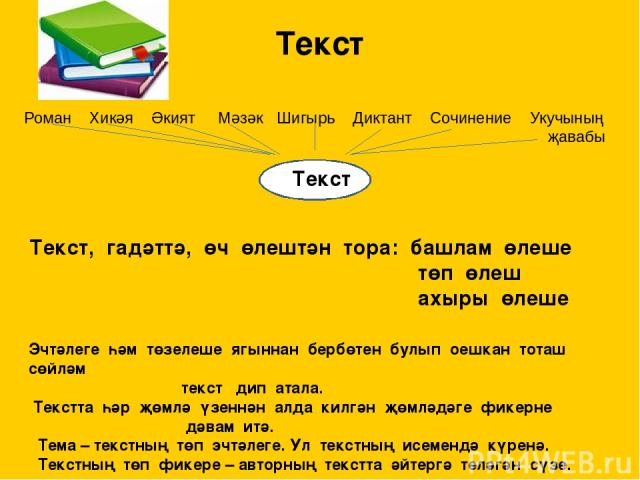 Текст
Роман Хикәя Әкият Мәзәк Шигырь Диктант Сочинение Укучының
җавабы
Текст
Текст, гадәттә, өч өлештән тора: башлам өлеше
төп өлеш
ахыры өлеше
Эчтәлеге һәм төзелеше ягыннан бербөтен булып оешкан тоташ
сөйләм
текст дип атала.
Текстта һәр җөмлә үзеннән алда килгән җөмләдәге фикерне
дәвам итә.
Тема – текстның төп эчтәлеге. Ул текстның исемендә күренә.
Текстның төп фикере – авторның текстта әйтергә теләгән сүзе.
PPt4WEB.ru